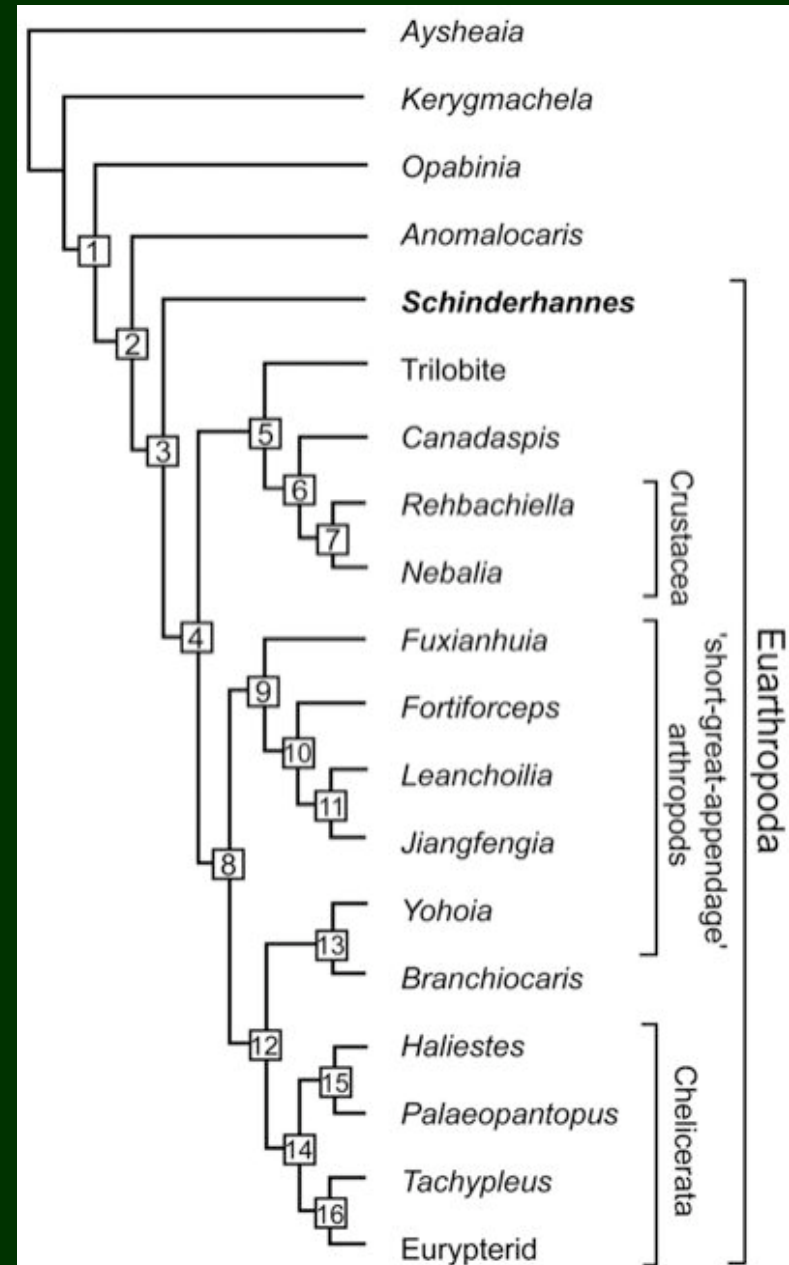 Aysheaia
Kerygmachela
Opabinia
1
Anomalocaris
2
Schinderhannes
Trilobite
5
3
Canadaspis
6
Rehbachiella
7
Nebalia
Crustacea
4
Fuxianhuia
9
Fortiforceps
10
Leanchoilia
11
Jiangfengia
8
Yohoia
13
Branchiocaris
'short-great-appendage'
arthropods
Euarthropoda
12
Haliestes
15
Palaeopantopus
14
Tachypleus
16
Eurypterid
Chelicerata